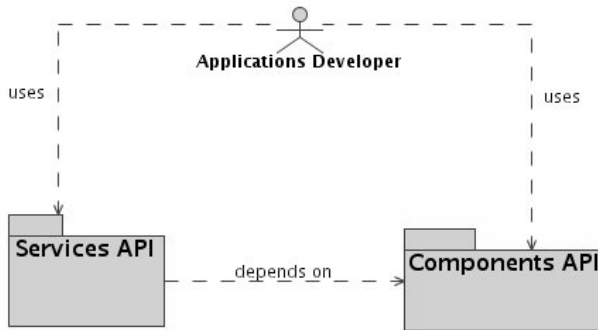 Applications Developer
uses
uses
Services API
depends on
Components API